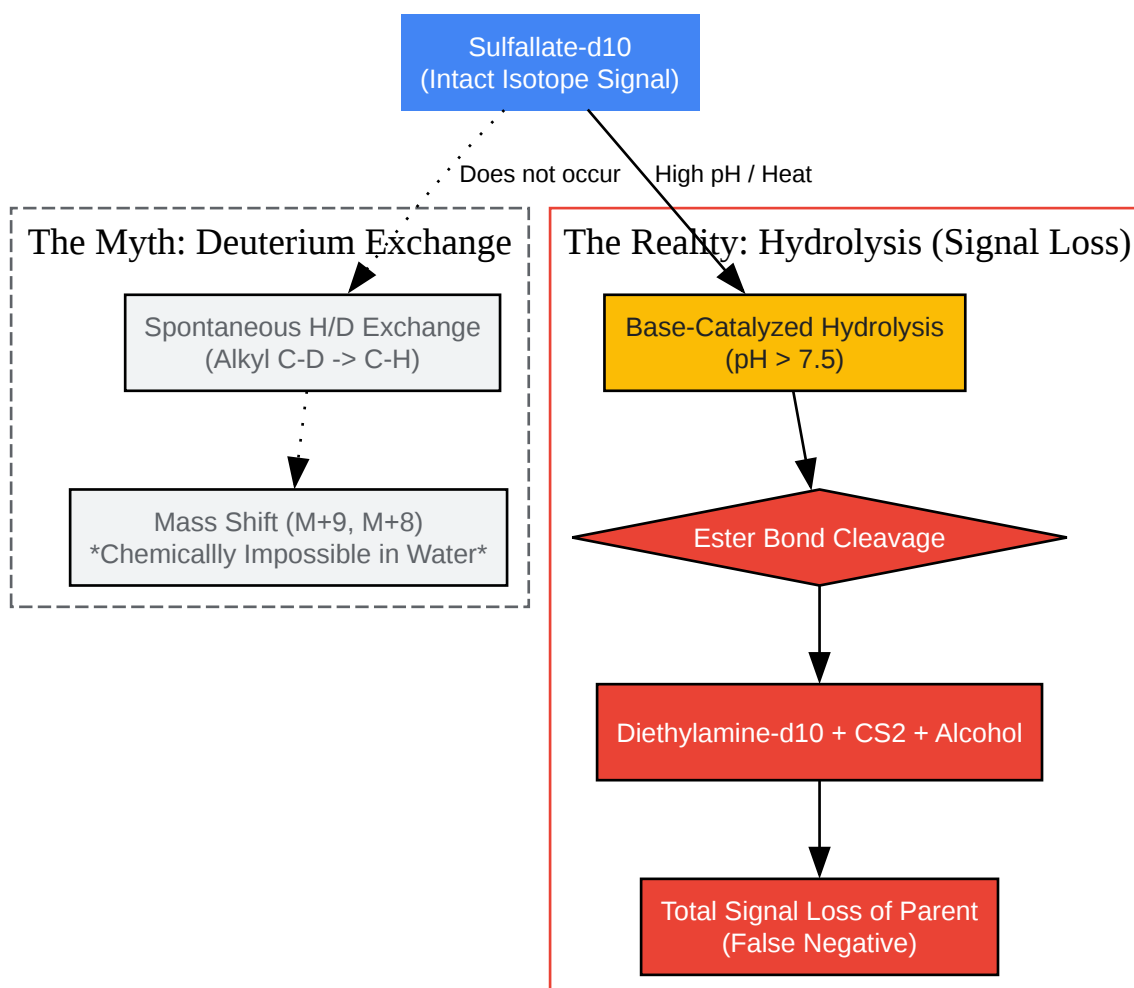 Sulfallate-d10
(Intact Isotope Signal)
Does not occur
High pH / Heat
The Myth: Deuterium Exchange
Spontaneous H/D Exchange
(Alkyl C-D -> C-H)
Mass Shift (M+9, M+8)
*Chemicallly Impossible in Water*
The Reality: Hydrolysis (Signal Loss)
Base-Catalyzed Hydrolysis
(pH > 7.5)
Ester Bond Cleavage
Diethylamine-d10 + CS2 + Alcohol
Total Signal Loss of Parent
(False Negative)